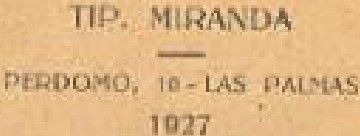 TIP. MIRANDA
PERDOMO, 10 - LAS PALMAS
1927